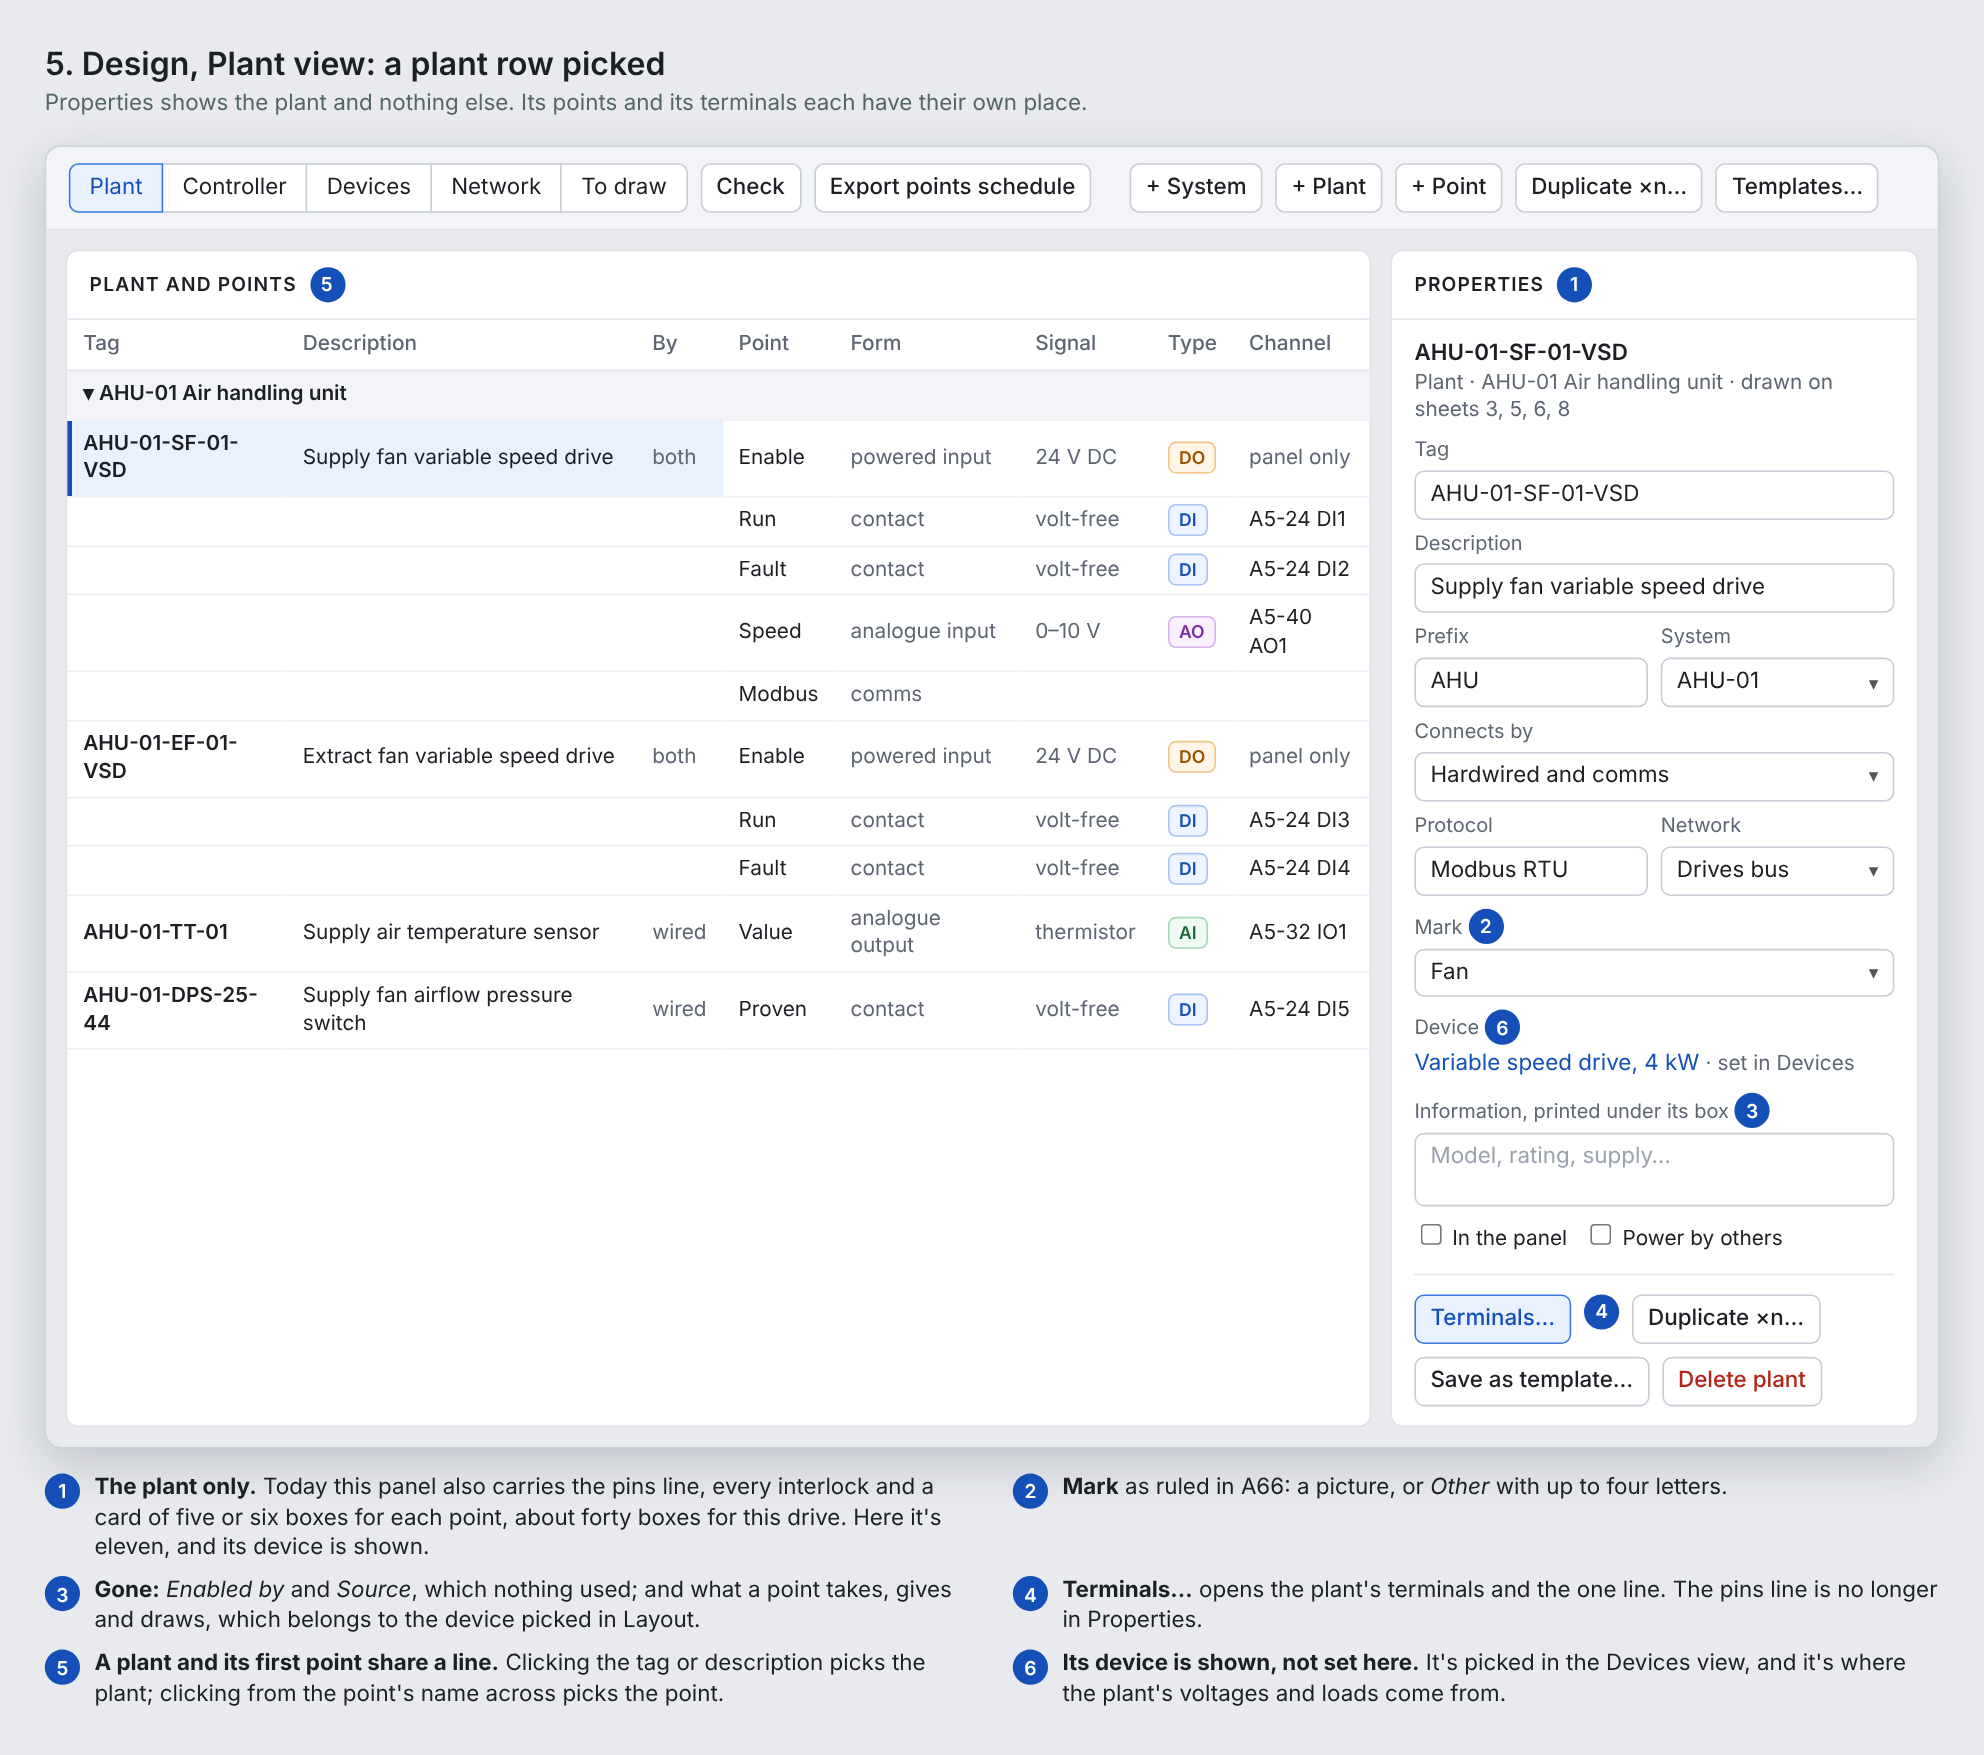 5. Design, Plant view: a plant row picked
Properties shows the plant and nothing else. Its points and its terminals each have their own place.
Plant Controller Devices Network To draw Check Export points schedule + System + Plant + Point Duplicate ×n... Templates...
PLANT AND POINTS 5
Tag Description By Point Form Signal Type Channel
▾ AHU-01 Air handling unit
AHU-01-SF-01-
VSD
Supply fan variable speed drive both Enable powered input 24 V DC DO panel only
Run contact volt-free DI A5-24 DI1
Fault contact volt-free DI A5-24 DI2
Speed analogue input 0–10 V AO A5-40
AO1
Modbus comms
AHU-01-EF-01-
VSD
Extract fan variable speed drive both Enable powered input 24 V DC DO panel only
Run contact volt-free DI A5-24 DI3
Fault contact volt-free DI A5-24 DI4
AHU-01-TT-01 Supply air temperature sensor wired Value analogue
output
thermistor AI A5-32 IO1
AHU-01-DPS-25-
44
Supply fan airflow pressure
switch
wired Proven contact volt-free DI A5-24 DI5
PROPERTIES 1
AHU-01-SF-01-VSD
Plant · AHU-01 Air handling unit · drawn on
sheets 3, 5, 6, 8
Tag
AHU-01-SF-01-VSD
Description
Supply fan variable speed drive
Prefix System
AHU AHU-01 ▾
Connects by
Hardwired and comms ▾
Protocol Network
Modbus RTU Drives bus ▾
Mark 2
Fan ▾
Device 6
Variable speed drive, 4 kW · set in Devices
Information, printed under its box 3
Model, rating, supply...
In the panel Power by others
Terminals... 4 Duplicate ×n...
Save as template... Delete plant
1 The plant only. Today this panel also carries the pins line, every interlock and a
card of five or six boxes for each point, about forty boxes for this drive. Here it's
eleven, and its device is shown.
2 Mark as ruled in A66: a picture, or Other with up to four letters.
3 Gone: Enabled by and Source, which nothing used; and what a point takes, gives
and draws, which belongs to the device picked in Layout.
4 Terminals... opens the plant's terminals and the one line. The pins line is no longer
in Properties.
5 A plant and its first point share a line. Clicking the tag or description picks the
plant; clicking from the point's name across picks the point.
6 Its device is shown, not set here. It's picked in the Devices view, and it's where
the plant's voltages and loads come from.